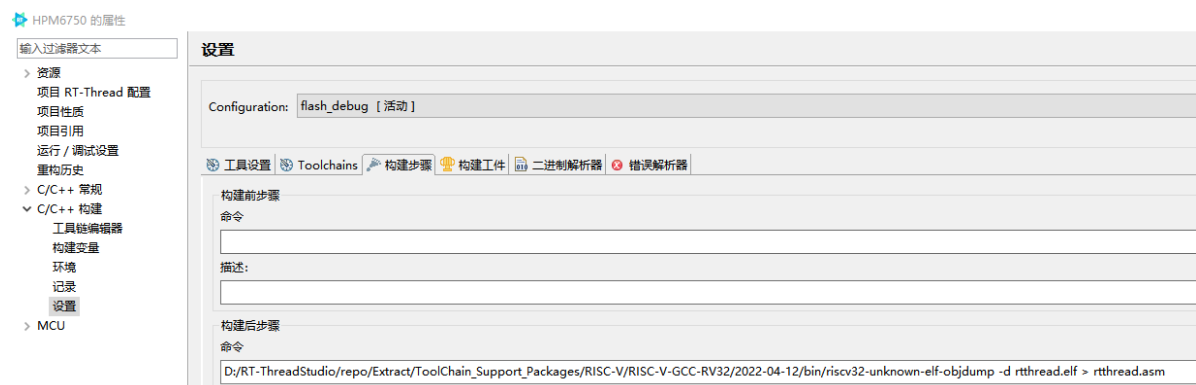 HPM6750 的属性
输入过滤器文本
资源
项目 RT-Thread 配置
项目性质
项目引用
运行 / 调试设置
重构历史
C/C++ 常规
C/C++ 构建
工具链编辑器
构建变量
环境
记录
设置
MCU
设置
Configuration: flash_debug [ 活动 ]
工具设置 Toolchains 构建步骤 构建工件 二进制解析器 错误解析器
构建前步骤
命令
描述:
构建后步骤
命令
D:/RT-ThreadStudio/repo/Extract/ToolChain_Support_Packages/RISC-V/RISC-V-GCC-RV32/2022-04-12/bin/riscv32-unknown-elf-objdump -d rtthread.elf > rtthread.asm